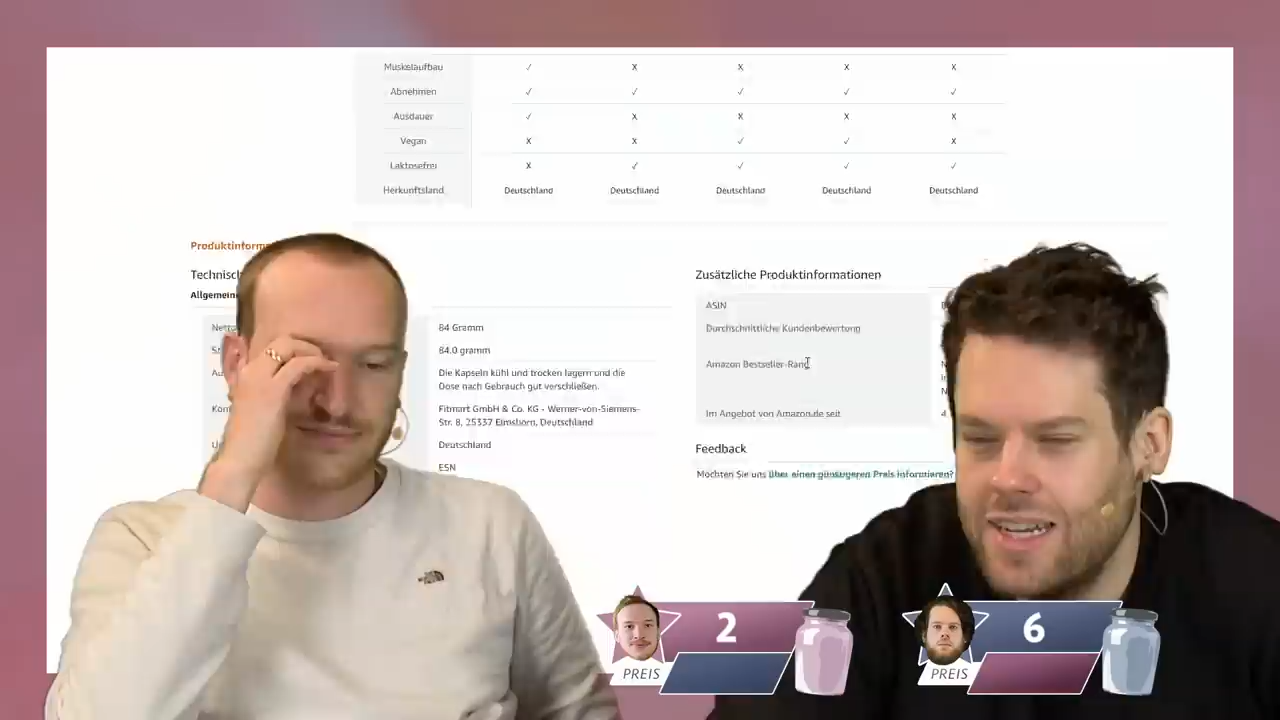 Muskelaufbau ✓ X X X X
Abnehmen ✓ ✓ ✓ ✓ ✓
Ausdauer ✓ X X X X
Vegan X X ✓ ✓ X
Laktosefrei X ✓ ✓ ✓ ✓
Herkunftsland Deutschland Deutschland Deutschland Deutschland Deutschland
Technisch
Allgemein
84 Gramm
84.0 gramm
Die Kapseln kühl und trocken lagern und die
Dose nach Gebrauch gut verschließen.
Fitmart GmbH & Co. KG - Werner-von-Siemens-
Str. 8, 25337 Elmshorn, Deutschland
Deutschland
ESN
Zusätzliche Produktinformationen
ASIN
Durchschnittliche Kundenbewertung
Amazon Bestseller-Rang
Im Angebot von Amazon.de seit 4
Feedback
Möchten Sie uns über einen günstigeren Preis informieren?
2
PREIS
6
PREIS